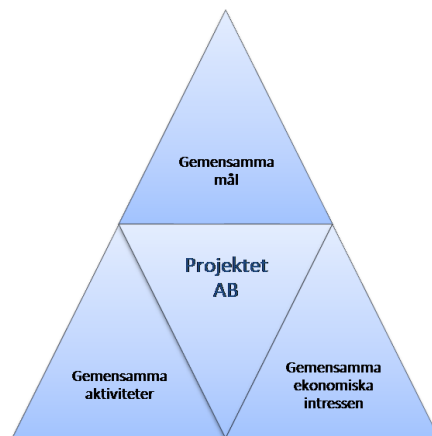 Gemensamma
mål
Projektet
AB
Gemensamma
aktiviteter
Gemensamma
ekonomiska
intressen